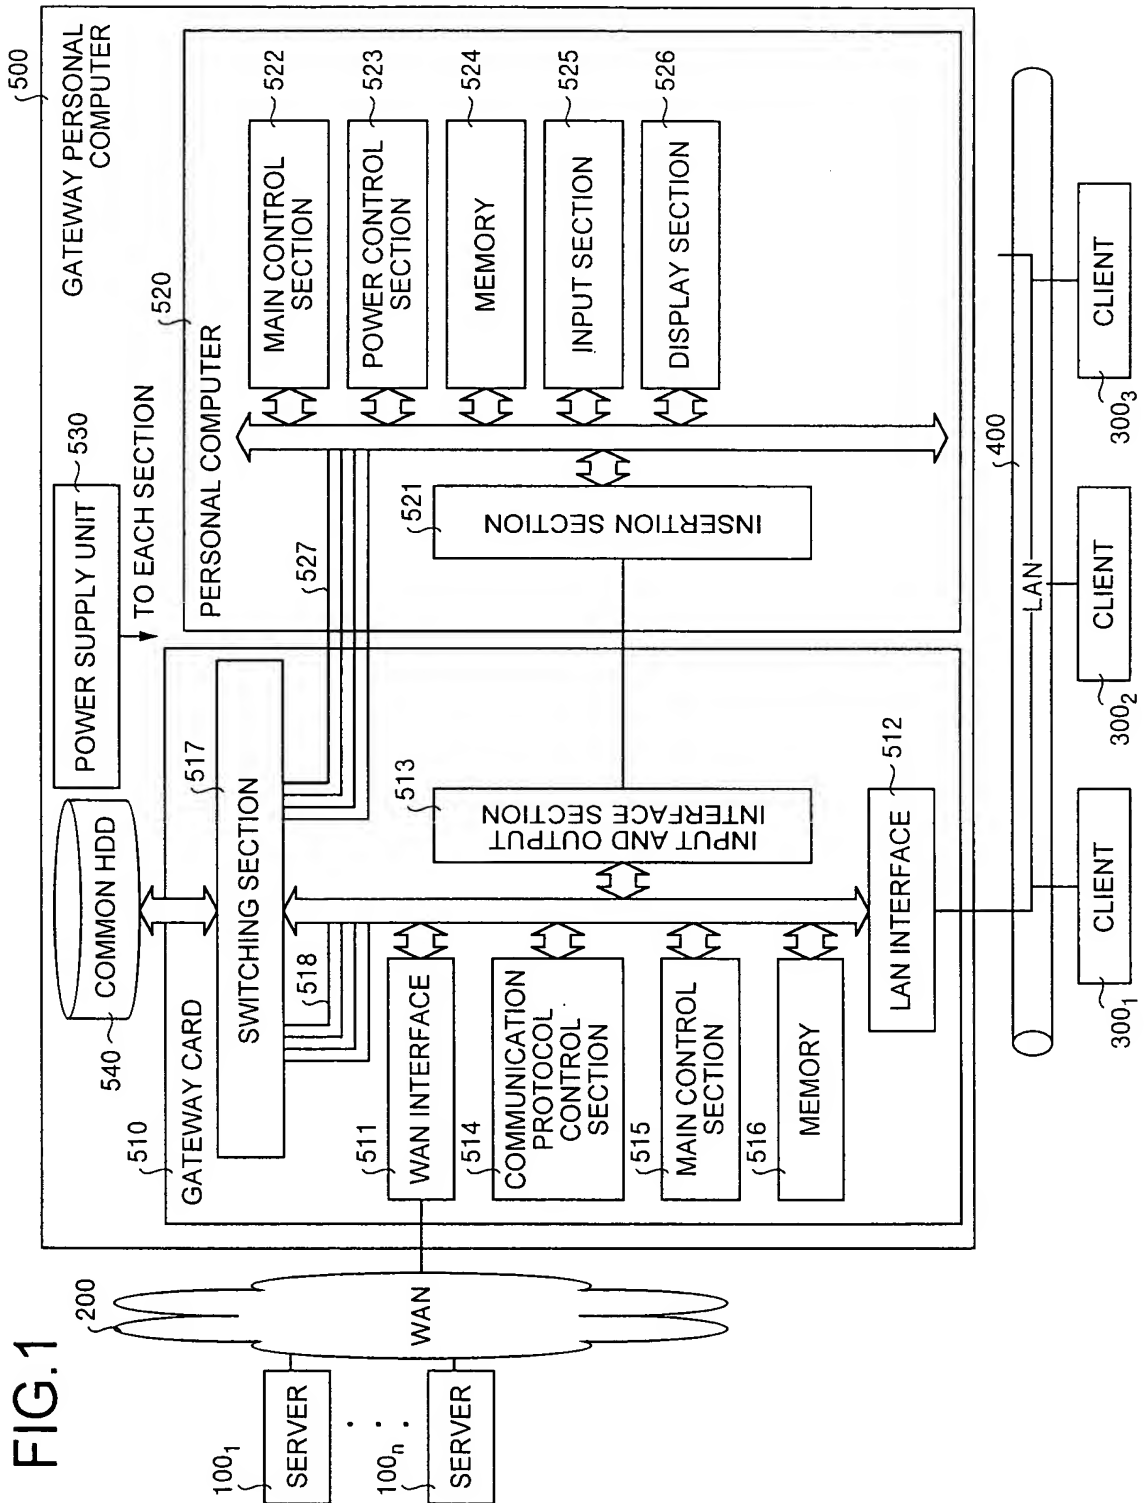 FIG.1
500
GATEWAY PERSONAL
COMPUTER
540
COMMON HDD
POWER SUPPLY UNIT
530
TO EACH SECTION
510
GATEWAY CARD
SWITCHING SECTION
517
518
527
520
PERSONAL COMPUTER
511
WAN INTERFACE
514
COMMUNICATION
PROTOCOL
CONTROL
SECTION
515
MAIN CONTROL
SECTION
516
MEMORY
513
INPUT AND OUTPUT
INTERFACE SECTION
LAN INTERFACE
512
521
INSERTION SECTION
MAIN CONTROL
SECTION
522
POWER CONTROL
SECTION
523
MEMORY
524
INPUT SECTION
525
DISPLAY SECTION
526
200
WAN
100₁
SERVER
100ₙ
SERVER
LAN
400
300₁
CLIENT
300₂
CLIENT
300₃
CLIENT